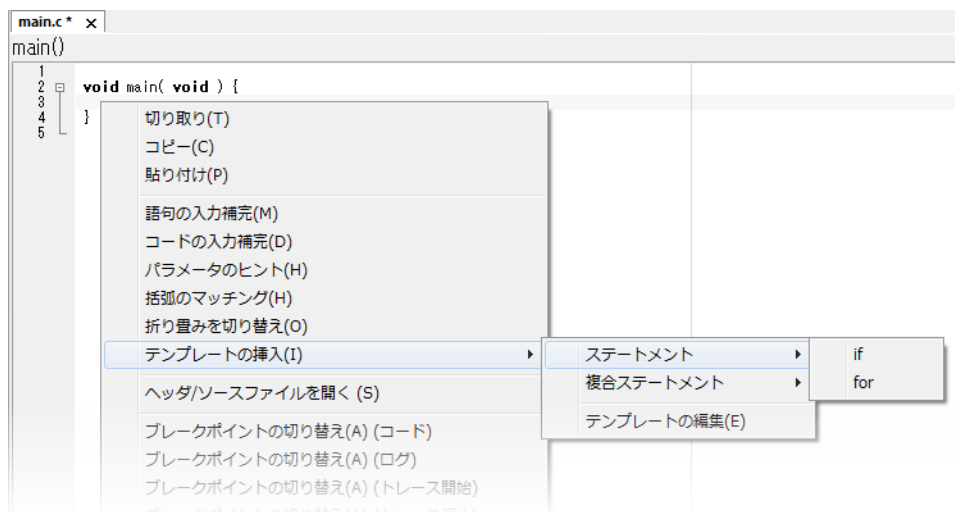 main.c * x
main()
1
2 void main( void ) {
3
4 }
5
切り取り(T)
コピー(C)
貼り付け(P)
語句の入力補完(M)
コードの入力補完(D)
パラメータのヒント(H)
括弧のマッチング(H)
折り畳みを切り替え(O)
テンプレートの挿入(I)
ステートメント
if
複合ステートメント
for
テンプレートの編集(E)
ヘッダ/ソースファイルを開く (S)
ブレークポイントの切り替え(A) (コード)
ブレークポイントの切り替え(A) (ログ)
ブレークポイントの切り替え(A) (トレース開始)